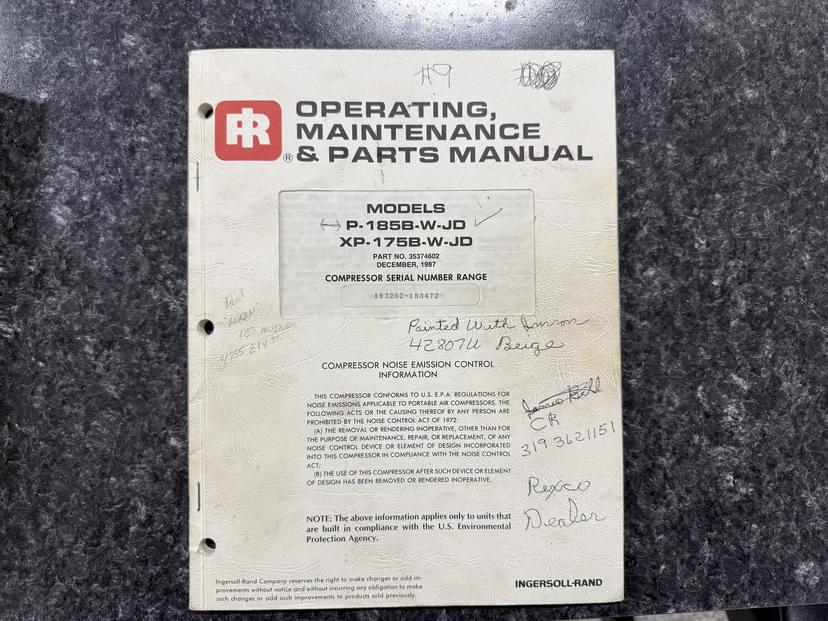 #9
IR
®
OPERATING,
MAINTENANCE
& PARTS MANUAL
MODELS
P-185B-W-JD
XP-175B-W-JD
PART NO. 35374602
DECEMBER, 1987
COMPRESSOR SERIAL NUMBER RANGE
183252-183472
DES MOINES
4755 E 14 St.
Painted With Imron
42807U Beige
COMPRESSOR NOISE EMISSION CONTROL
INFORMATION
THIS COMPRESSOR CONFORMS TO U.S. E.P.A. REGULATIONS FOR
NOISE EMISSIONS APPLICABLE TO PORTABLE AIR COMPRESSORS. THE
FOLLOWING ACTS OR THE CAUSING THEREOF BY ANY PERSON ARE
PROHIBITED BY THE NOISE CONTROL ACT OF 1972:
(A) THE REMOVAL OR RENDERING INOPERATIVE, OTHER THAN FOR
THE PURPOSE OF MAINTENANCE, REPAIR, OR REPLACEMENT, OF ANY
NOISE CONTROL DEVICE OR ELEMENT OF DESIGN INCORPORATED
INTO THIS COMPRESSOR IN COMPLIANCE WITH THE NOISE CONTROL
ACT;
(B) THE USE OF THIS COMPRESSOR AFTER SUCH DEVICE OR ELEMENT
OF DESIGN HAS BEEN REMOVED OR RENDERED INOPERATIVE.
CR
319 3621151
Rexco
Dealer
NOTE: The above information applies only to units that
are built in compliance with the U.S. Environmental
Protection Agency.
Ingersoll-Rand Company reserves the right to make changes or add im-
provements without notice and without incurring any obligation to make
such changes or add such improvements to products sold previously.
INGERSOLL-RAND